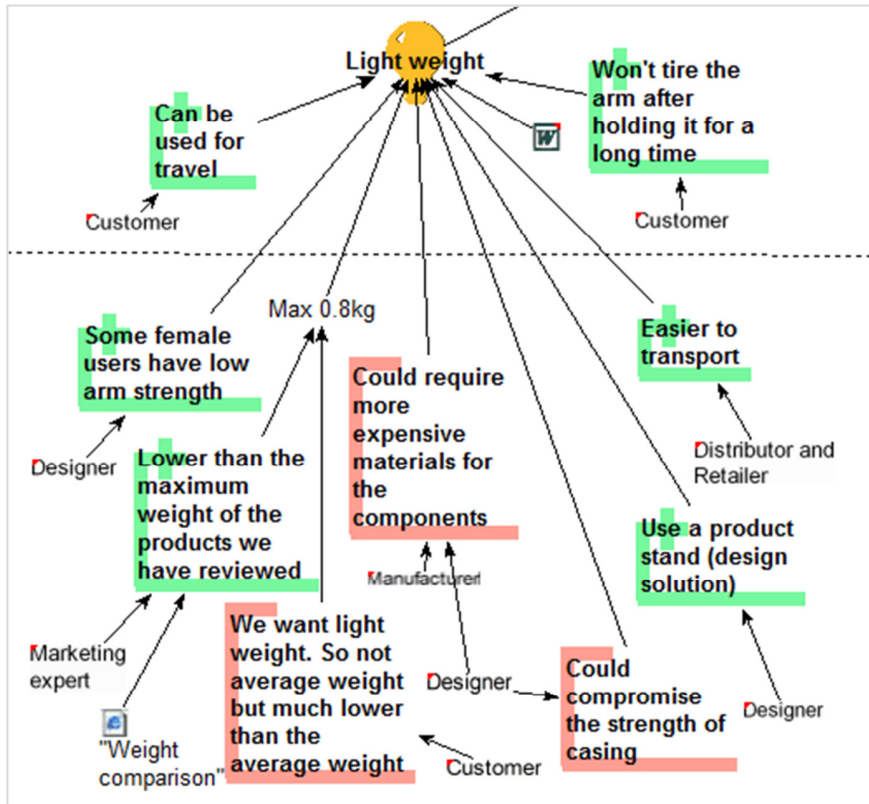 Light weight
Can be
used for
travel
Customer
W
Won't tire the
arm after
holding it for a
long time
Customer
Max 0.8kg
Some female
users have low
arm strength
Designer
Easier to
transport
Distributor and
Retailer
Could require
more
expensive
materials for
the
components
Manufacturer
Lower than the
maximum
weight of the
products we
have reviewed
Marketing
expert
"Weight
comparison"
Use a product
stand (design
solution)
Designer
We want light
weight. So not
average weight
but much lower
than the
average weight
Customer
Designer
Could
compromise
the strength of
casing